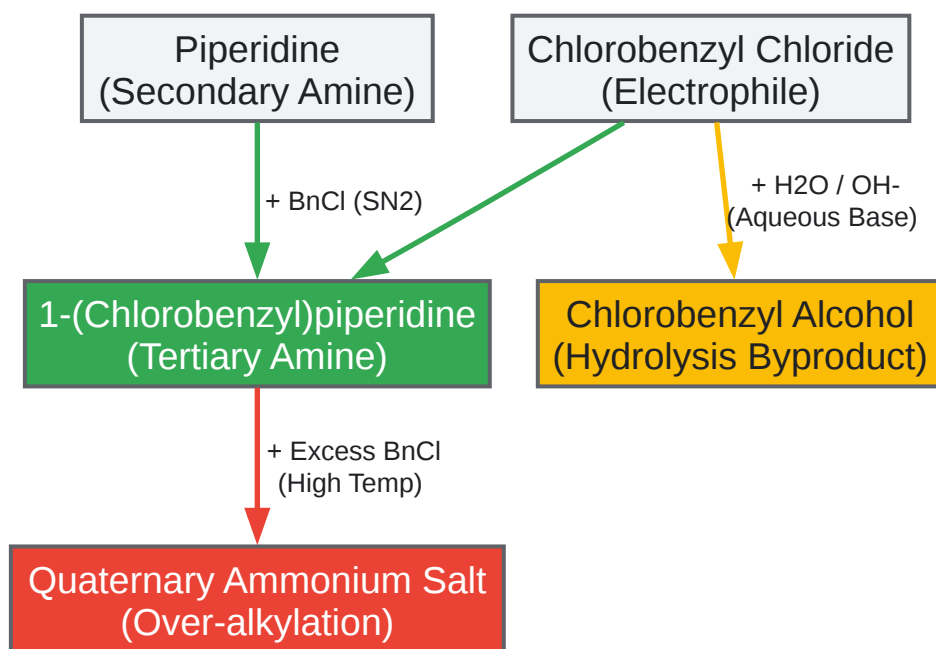 Piperidine
(Secondary Amine)
Chlorobenzyl Chloride
(Electrophile)
+ BnCl (SN2)
+ H2O / OH-
(Aqueous Base)
1-(Chlorobenzyl)piperidine
(Tertiary Amine)
Chlorobenzyl Alcohol
(Hydrolysis Byproduct)
+ Excess BnCl
(High Temp)
Quaternary Ammonium Salt
(Over-alkylation)